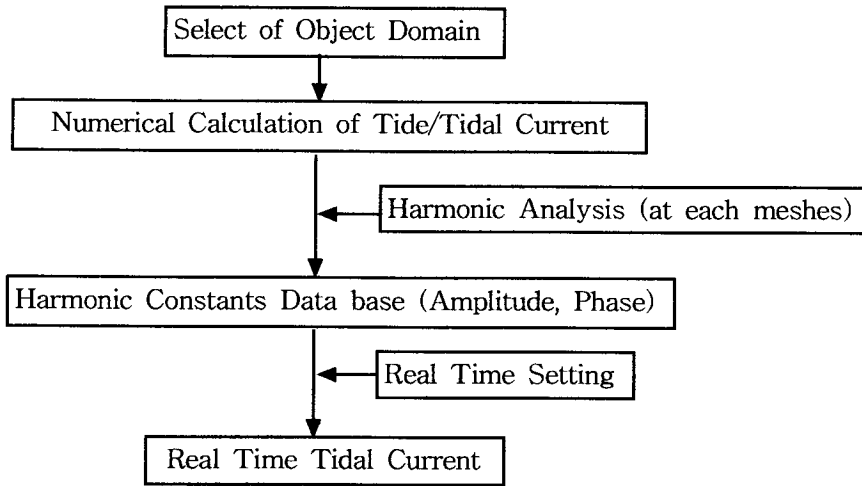 Select of Object Domain
Numerical Calculation of Tide/Tidal Current
Harmonic Analysis (at each meshes)
Harmonic Constants Data base (Amplitude, Phase)
Real Time Setting
Real Time Tidal Current